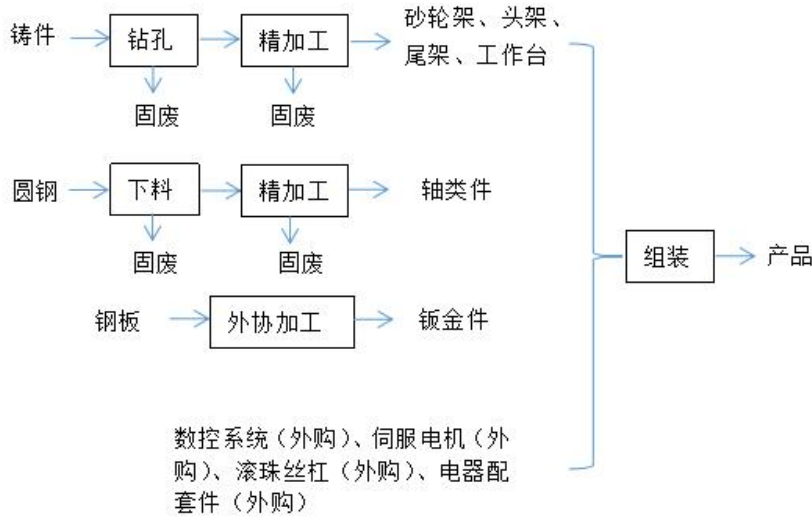 铸件 钻孔 精加工 砂轮架、头架、
尾架、工作台
固废 固废
圆钢 下料 精加工 轴类件
固废 固废
组装 产品
钢板 外协加工 钣金件
数控系统（外购）、伺服电机（外
购）、滚珠丝杠（外购）、电器配
套件（外购）